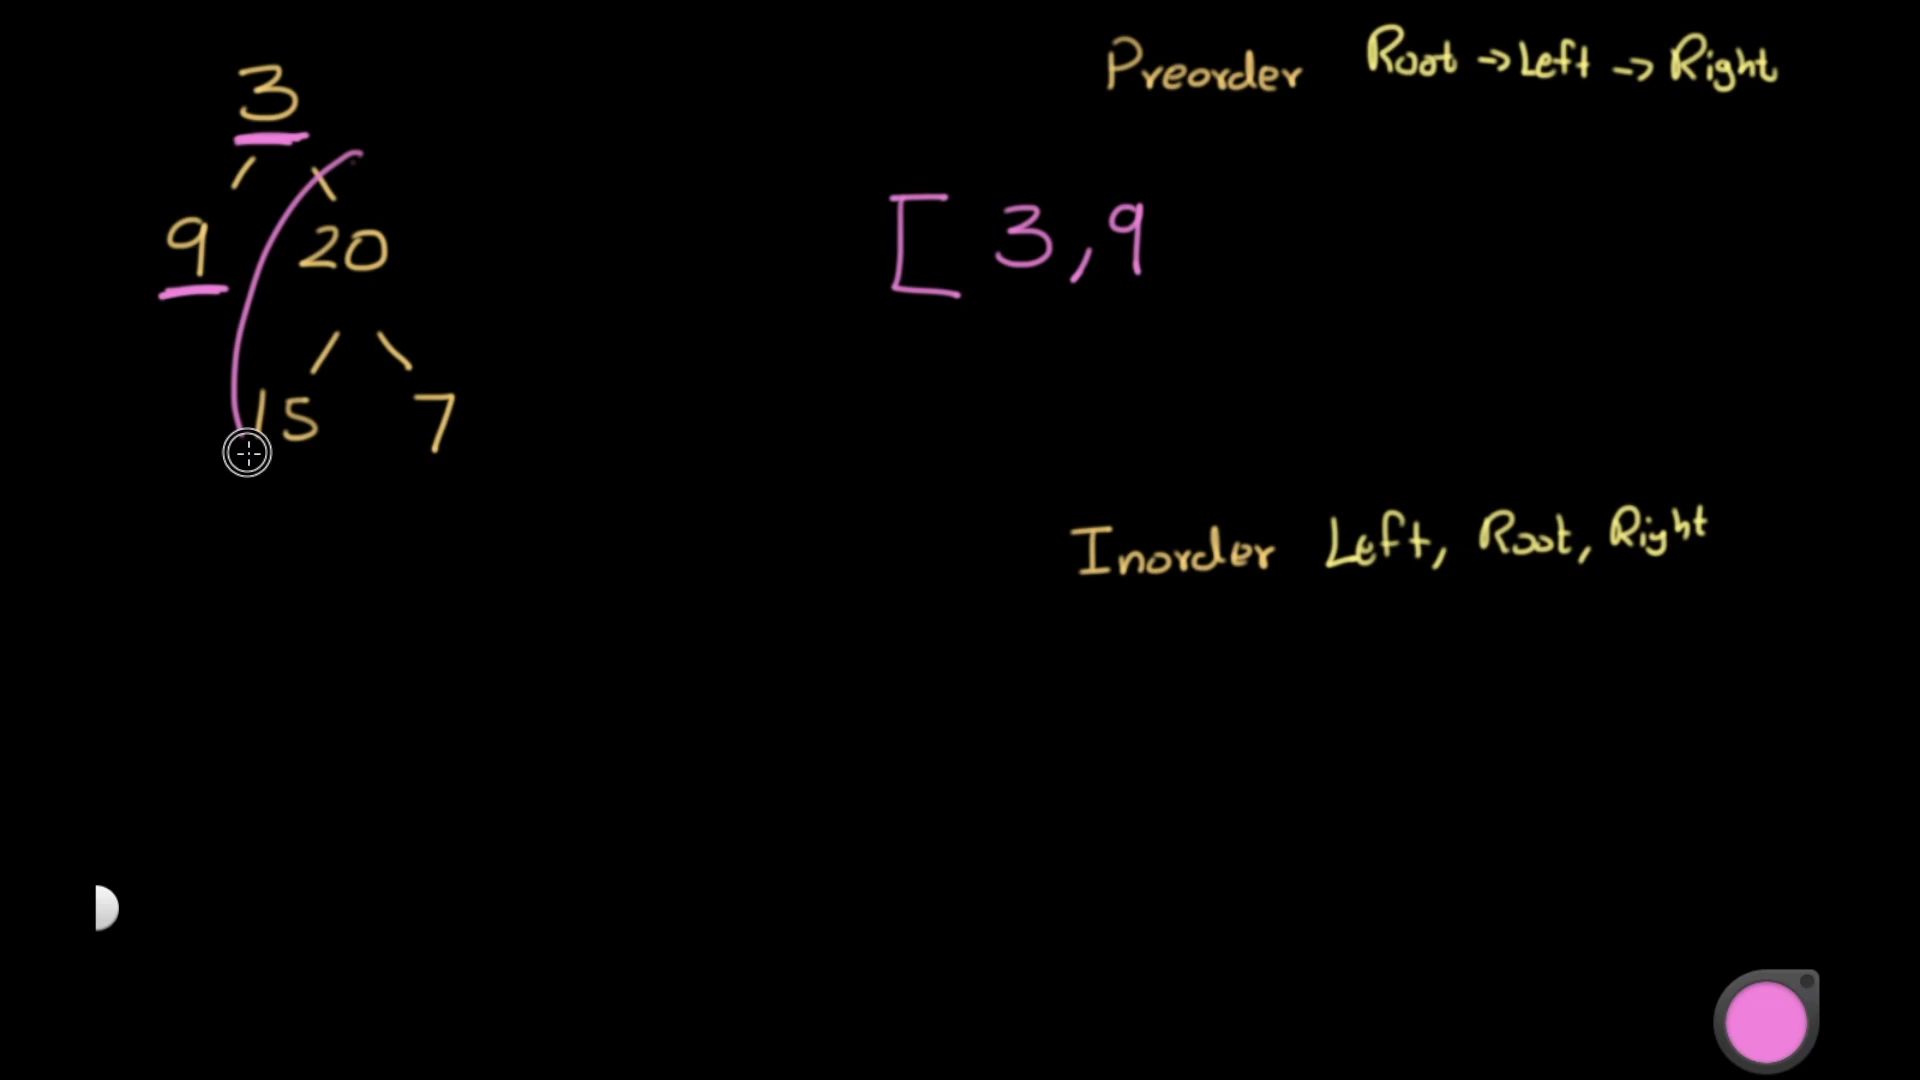 Preorder Root -> Left -> Right
3
9 20
[ 3,9
15 7
Inorder Left, Root, Right